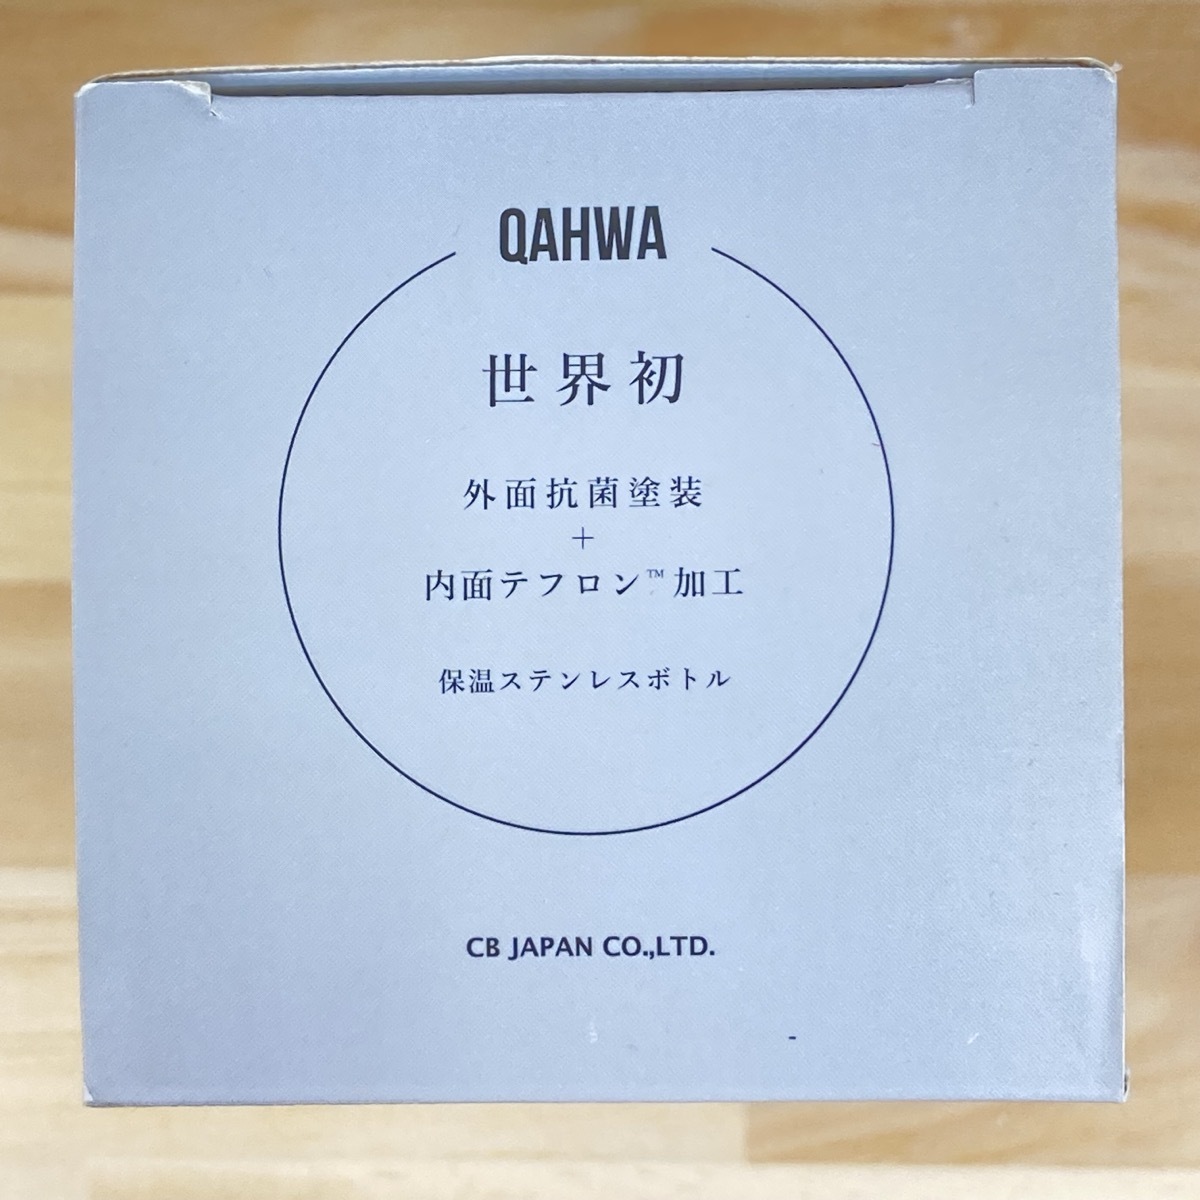 QAHWA
世界初
外面抗菌塗装
+
内面テフロン™加工
保温ステンレスボトル
CB JAPAN CO.,LTD.